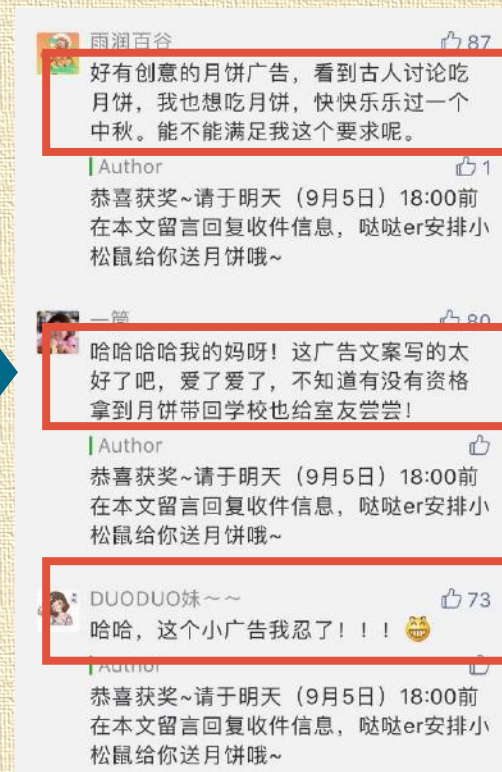 雨润百谷 87
好有创意的月饼广告，看到古人讨论吃
月饼，我也想吃月饼，快快乐乐过一个
中秋。能不能满足我这个要求呢。
Author 1
恭喜获奖~请于明天（9月5日）18:00前
在本文留言回复收件信息，哒哒er安排小
松鼠给你送月饼哦~
一筒 80
哈哈哈哈我的妈呀！这广告文案写的太
好了吧，爱了爱了，不知道有没有资格
拿到月饼带回学校也给室友尝尝！
Author
恭喜获奖~请于明天（9月5日）18:00前
在本文留言回复收件信息，哒哒er安排小
松鼠给你送月饼哦~
DUODUO妹～～ 73
哈哈，这个小广告我忍了！！！😁
Author
恭喜获奖~请于明天（9月5日）18:00前
在本文留言回复收件信息，哒哒er安排小
松鼠给你送月饼哦~